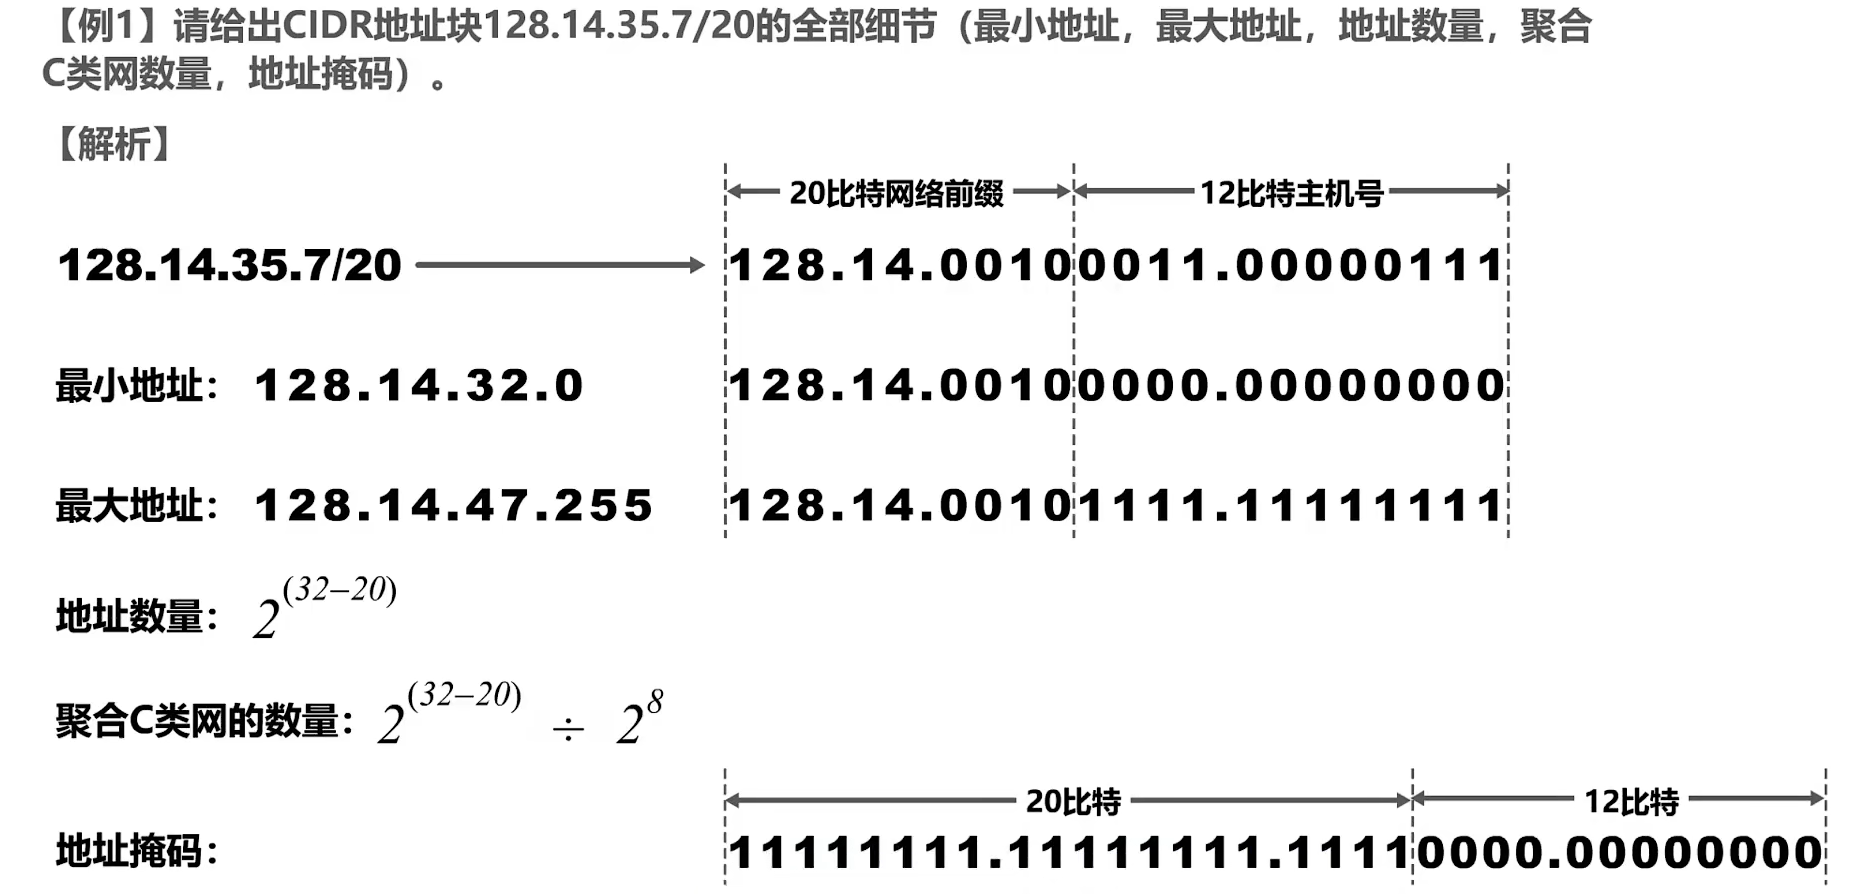 【例1】请给出CIDR地址块128.14.35.7/20的全部细节（最小地址，最大地址，地址数量，聚合
C类网数量，地址掩码）。
【解析】
20比特网络前缀 12比特主机号
128.14.35.7/20 128.14.00100011.00000111
最小地址： 128.14.32.0 128.14.00100000.00000000
最大地址： 128.14.47.255 128.14.00101111.11111111
地址数量： 2^(32–20)
聚合C类网的数量： 2^(32–20) ÷ 2^8
20比特 12比特
地址掩码： 11111111.11111111.11110000.00000000